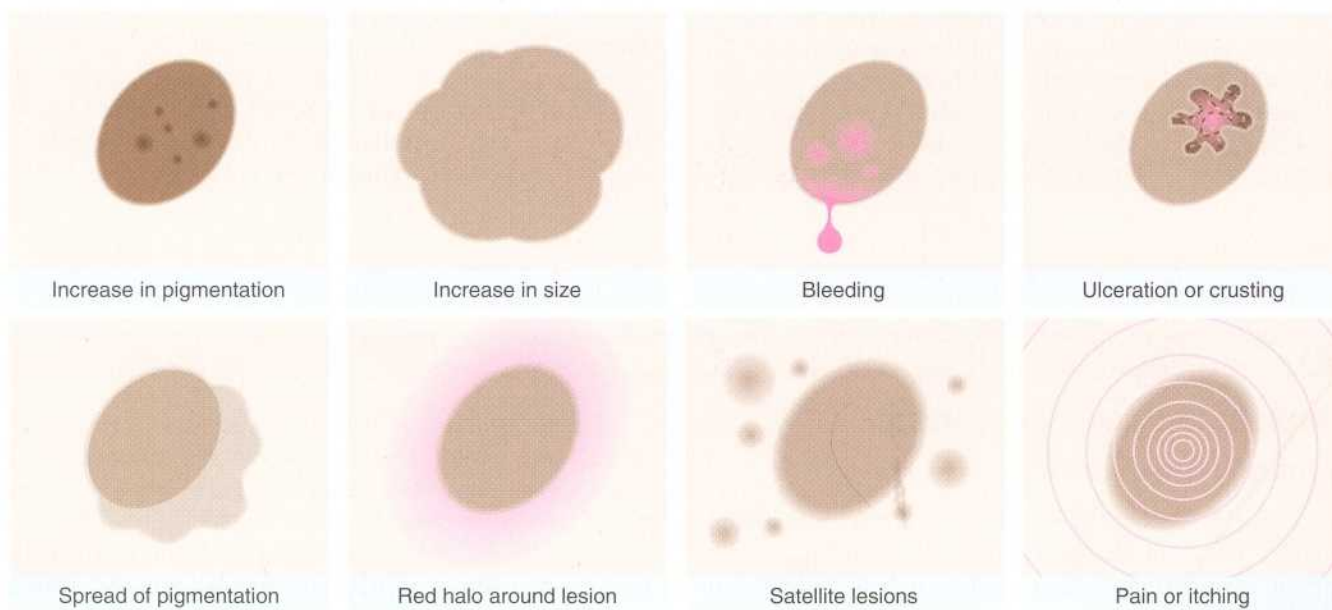 Increase in pigmentation
Increase in size
Bleeding
Ulceration or crusting
Spread of pigmentation
Red halo around lesion
Satellite lesions
Pain or itching